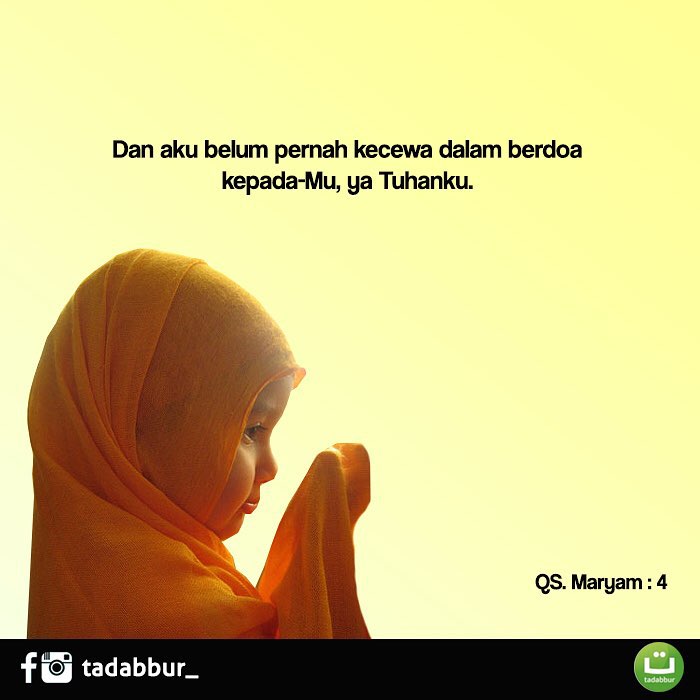 Dan aku belum pernah kecewa dalam berdoa
kepada-Mu, ya Tuhanku.
QS. Maryam : 4
f tadabbur_
ت
tadabbur